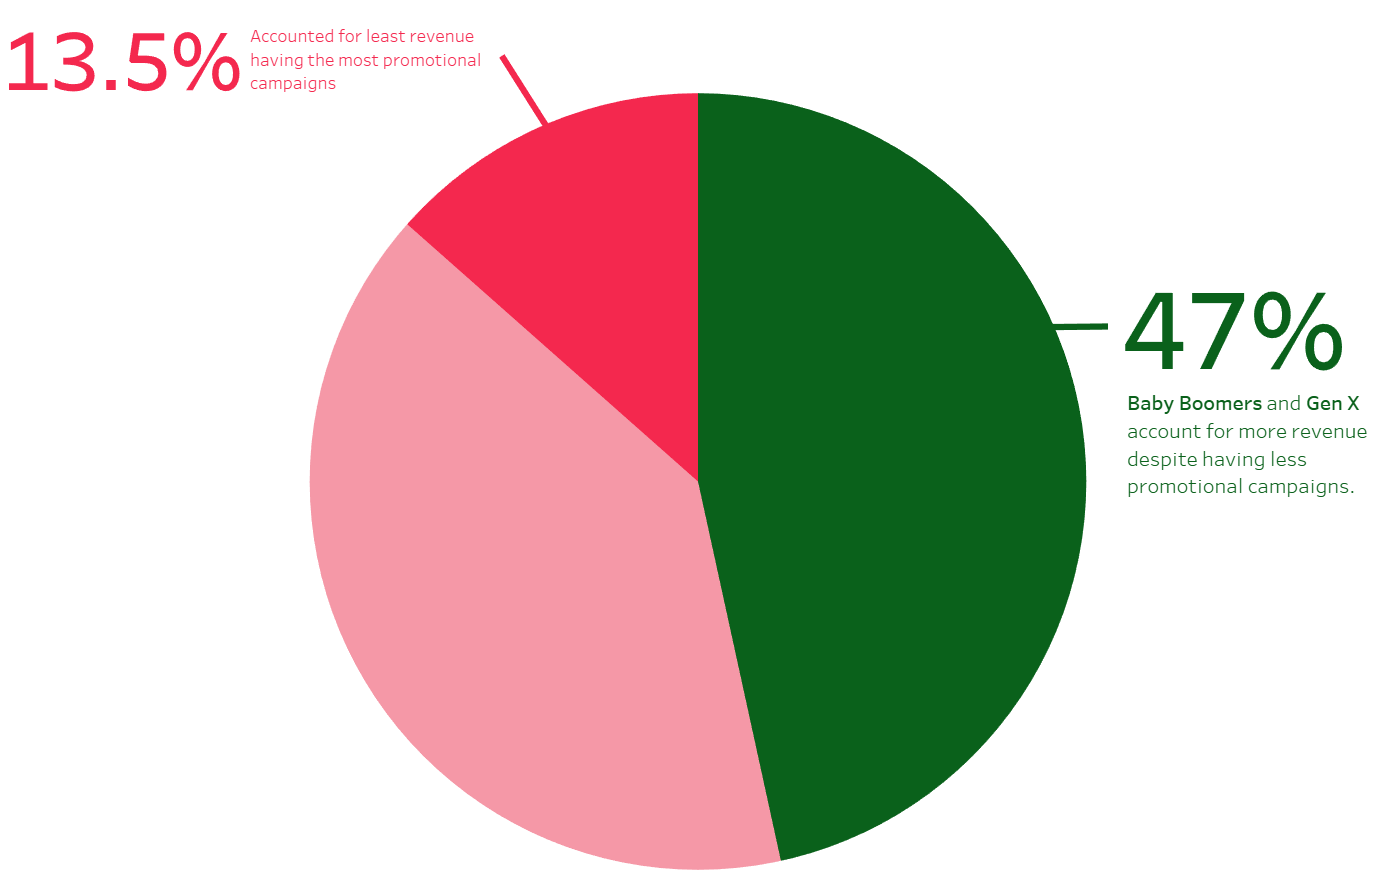 13.5%
Accounted for least revenue
having the most promotional
campaigns
47%
Baby Boomers and Gen X
account for more revenue
despite having less
promotional campaigns.